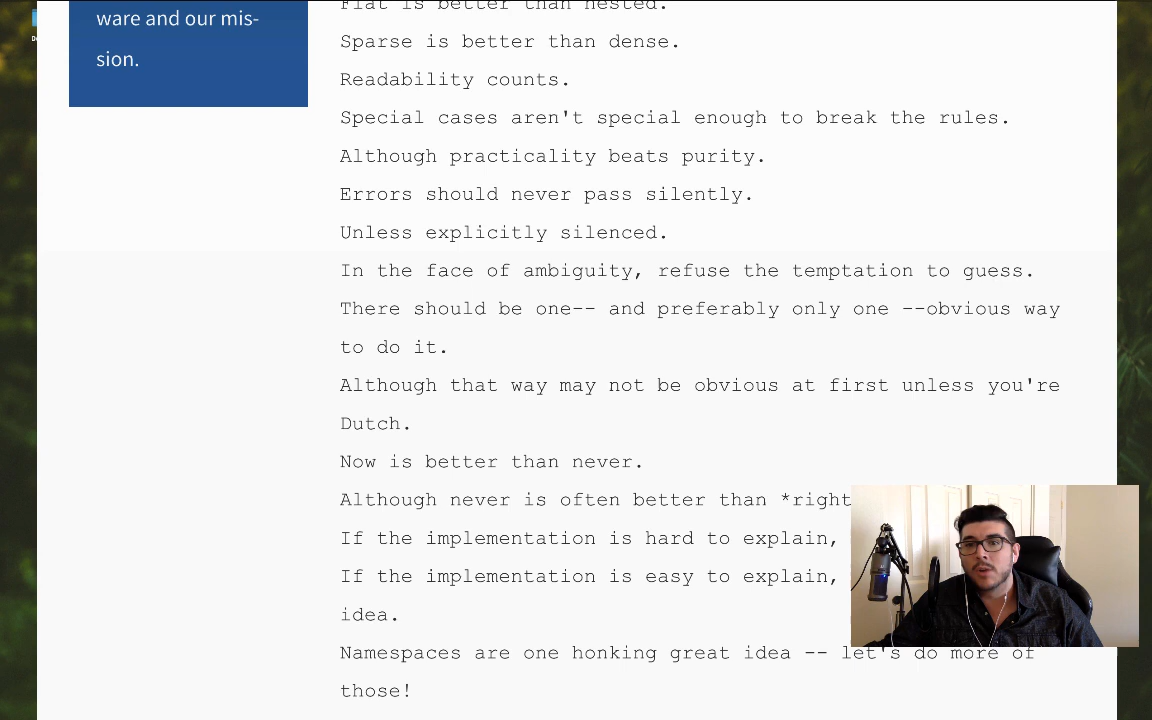 ware and our mis-
sion.
Flat is better than nested.
Sparse is better than dense.
Readability counts.
Special cases aren't special enough to break the rules.
Although practicality beats purity.
Errors should never pass silently.
Unless explicitly silenced.
In the face of ambiguity, refuse the temptation to guess.
There should be one-- and preferably only one --obvious way
to do it.
Although that way may not be obvious at first unless you're
Dutch.
Now is better than never.
Although never is often better than *right
If the implementation is hard to explain,
If the implementation is easy to explain,
idea.
Namespaces are one honking great idea -- let's do more of
those!